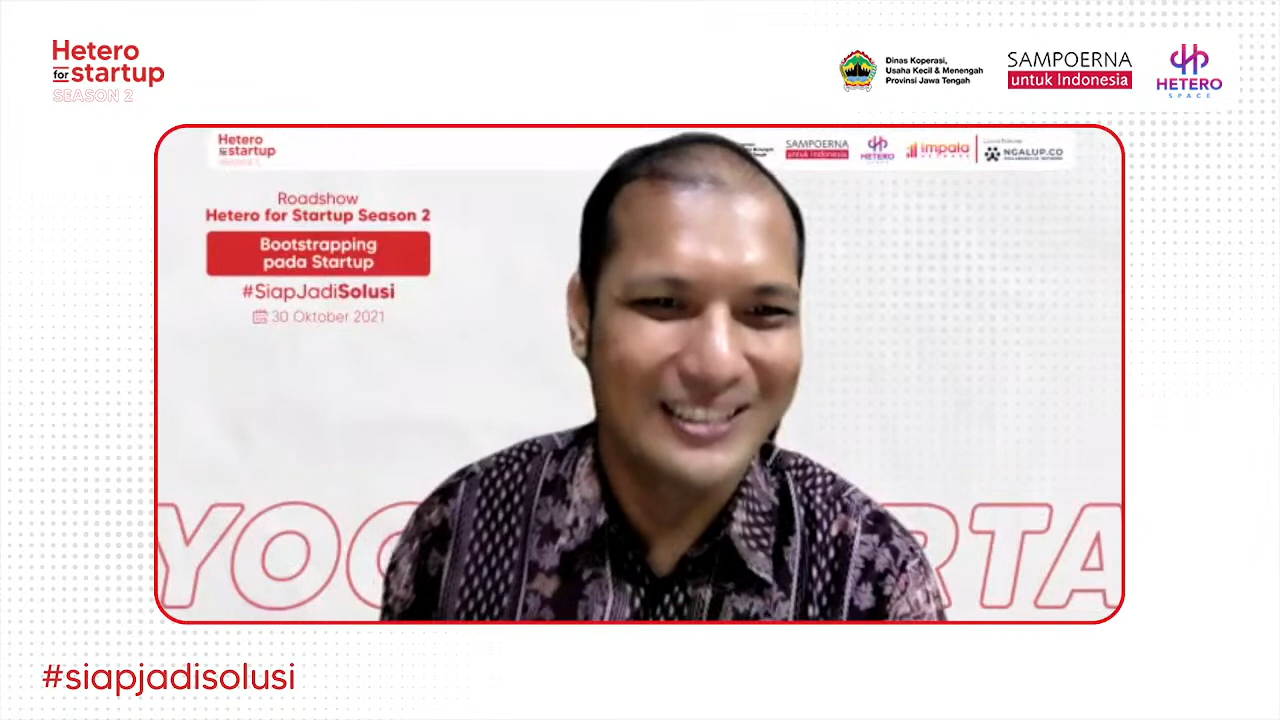 Hetero
for startup
SEASON 2
Dinas Koperasi,
Usaha Kecil & Menengah
Provinsi Jawa Tengah
SAMPOERNA
untuk Indonesia
HETERO
SPACE
Hetero
for startup
SAMPOERNA
untuk Indonesia
HETERO
impala
NGALUP.CO
Roadshow
Hetero for Startup Season 2
Bootstrapping
pada Startup
#SiapJadiSolusi
30 Oktober 2021
YO
RTA
#siapjadisolusi